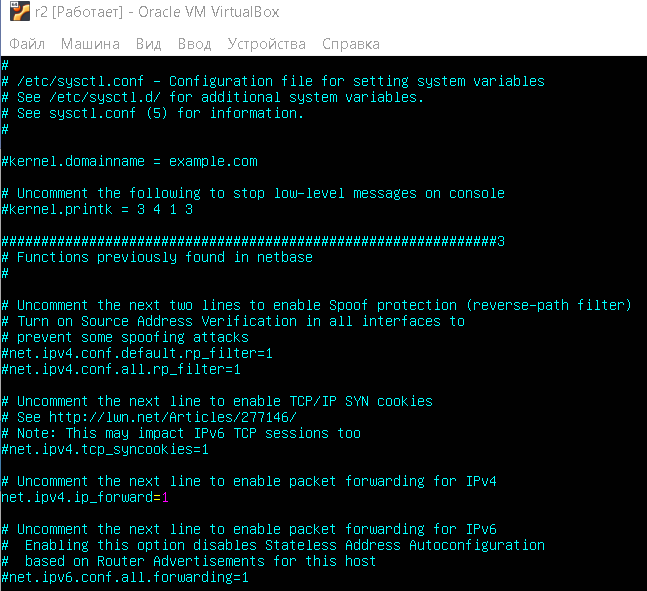 r2 [Работает] - Oracle VM VirtualBox
Файл Машина Вид Ввод Устройства Справка
#
# /etc/sysctl.conf - Configuration file for setting system variables
# See /etc/sysctl.d/ for additional system variables.
# See sysctl.conf (5) for information.
#
#kernel.domainname = example.com
# Uncomment the following to stop low-level messages on console
#kernel.printk = 3 4 1 3
##############################################################3
# Functions previously found in netbase
#
# Uncomment the next two lines to enable Spoof protection (reverse-path filter)
# Turn on Source Address Verification in all interfaces to
# prevent some spoofing attacks
#net.ipv4.conf.default.rp_filter=1
#net.ipv4.conf.all.rp_filter=1
# Uncomment the next line to enable TCP/IP SYN cookies
# See http://lwn.net/Articles/277146/
# Note: This may impact IPv6 TCP sessions too
#net.ipv4.tcp_syncookies=1
# Uncomment the next line to enable packet forwarding for IPv4
net.ipv4.ip_forward=1
# Uncomment the next line to enable packet forwarding for IPv6
#  Enabling this option disables Stateless Address Autoconfiguration
#  based on Router Advertisements for this host
#net.ipv6.conf.all.forwarding=1